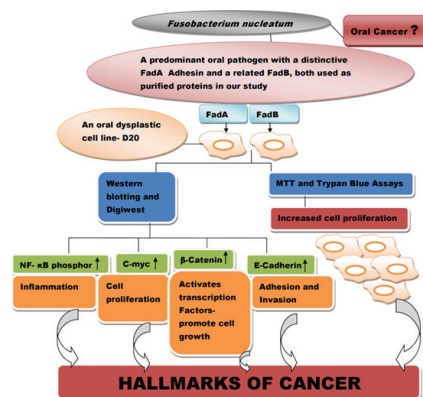 Fusobacterium nucleatum
Oral Cancer ?
A predominant oral pathogen with a distinctive
FadA Adhesin and a related FadB, both used as
purified proteins in our study
FadA
FadB
An oral dysplastic
cell line- D20
Western
blotting and
Digiwest
MTT and Trypan Blue Assays
Increased cell proliferation
NF- κB phosphor↑
C-myc ↑
β-Catenin↑
E-Cadherin↑
Inflammation
Cell
proliferation
Activates
transcription
Factors-
promote cell
growth
Adhesion and
Invasion
HALLMARKS OF CANCER